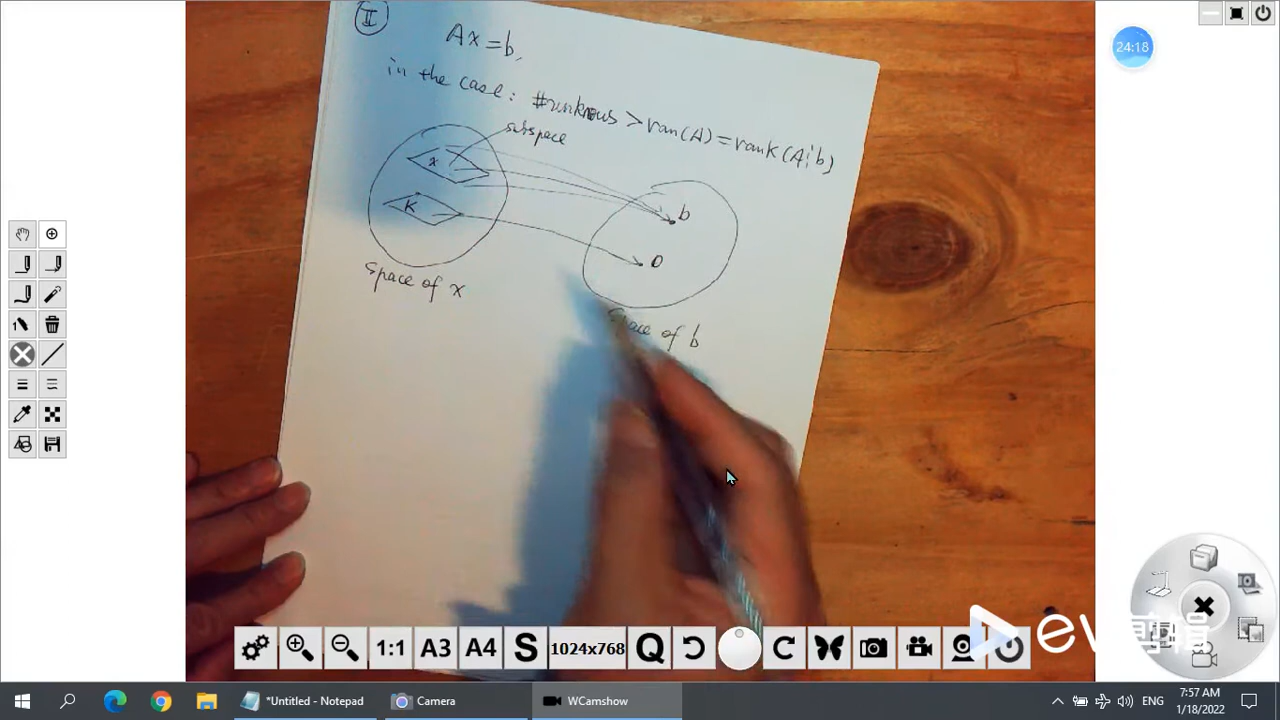 24:18
II
Ax=b,
in the case: #unknows > ran(A) = rank(A¦b)
subspace
x
b
K
0
space of x
space of b
1:1 A3 A4 S 1024x768 Q
*Untitled - Notepad Camera WCamshow ENG 7:57 AM
1/18/2022